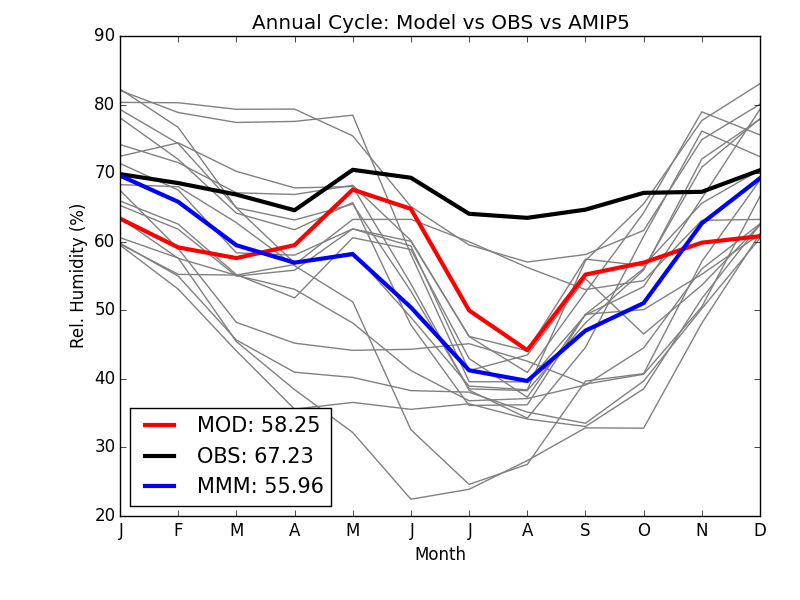 Annual Cycle: Model vs OBS vs AMIP5
90
80
70
60
50
40
30
20
Rel. Humidity (%)
MOD: 58.25
OBS: 67.23
MMM: 55.96
J F M A M J J A S O N D
Month